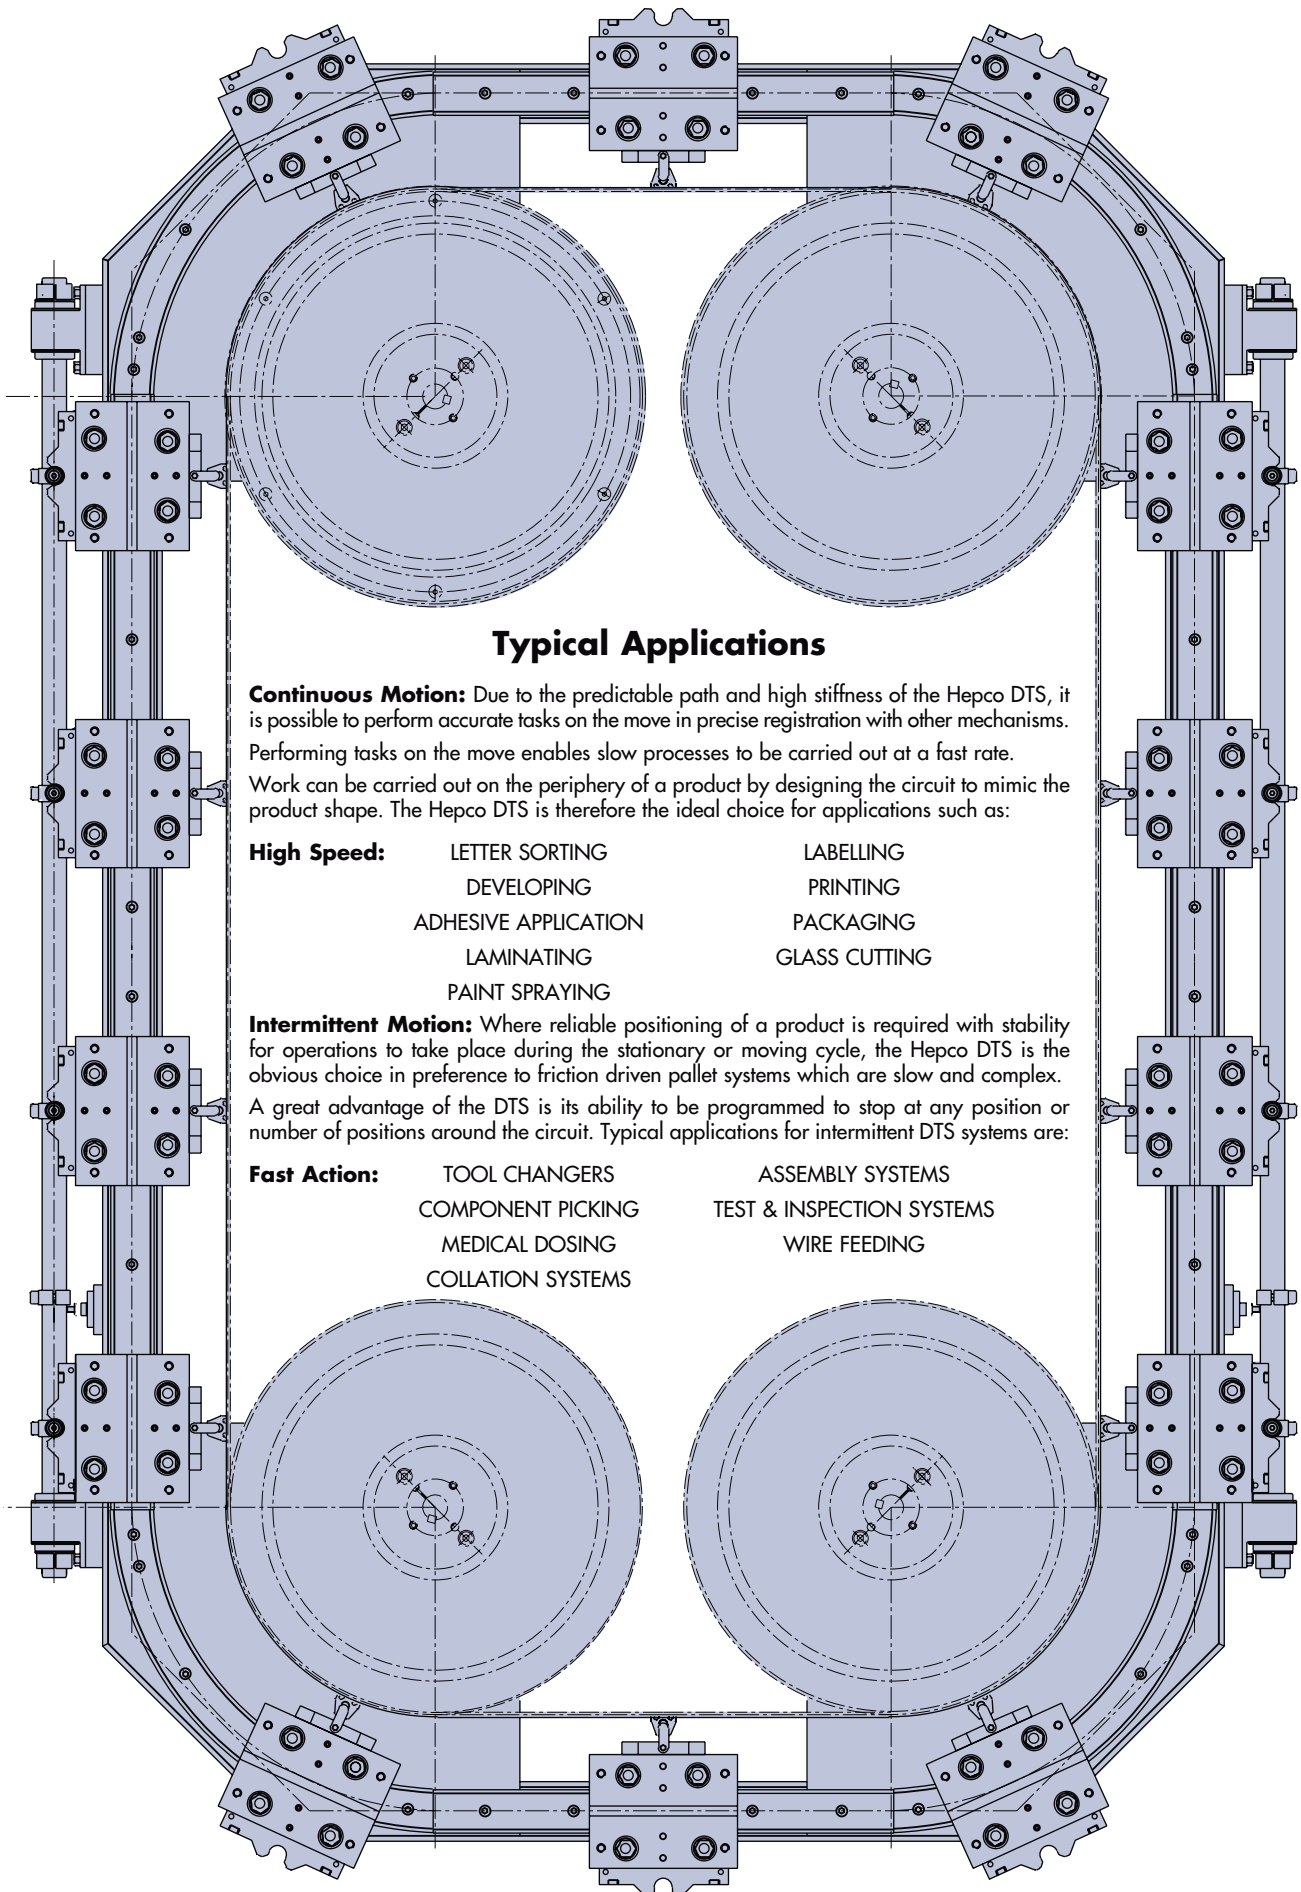 Typical Applications
Continuous Motion: Due to the predictable path and high stiffness of the Hepco DTS, it
is possible to perform accurate tasks on the move in precise registration with other mechanisms.
Performing tasks on the move enables slow processes to be carried out at a fast rate.
Work can be carried out on the periphery of a product by designing the circuit to mimic the
product shape. The Hepco DTS is therefore the ideal choice for applications such as:
High Speed: LETTER SORTING LABELLING
DEVELOPING PRINTING
ADHESIVE APPLICATION PACKAGING
LAMINATING GLASS CUTTING
PAINT SPRAYING
Intermittent Motion: Where reliable positioning of a product is required with stability
for operations to take place during the stationary or moving cycle, the Hepco DTS is the
obvious choice in preference to friction driven pallet systems which are slow and complex.
A great advantage of the DTS is its ability to be programmed to stop at any position or
number of positions around the circuit. Typical applications for intermittent DTS systems are:
Fast Action: TOOL CHANGERS ASSEMBLY SYSTEMS
COMPONENT PICKING TEST & INSPECTION SYSTEMS
MEDICAL DOSING WIRE FEEDING
COLLATION SYSTEMS